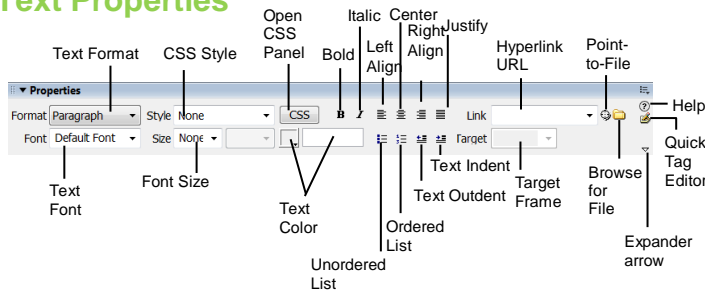 Text Properties
Open
CSS
Panel
Italic
Center
Right
Align
Justify
Text Format
CSS Style
Bold
Left
Align
Hyperlink
URL
Point-
to-File
Properties
Format Paragraph Style None CSS B I Link
Help
Font Default Font Size None Target
Quick
Tag
Editor
Text
Font
Font Size
Text
Color
Text Indent
Text Outdent
Target
Frame
Browse
for
File
Ordered
List
Unordered
List
Expander
arrow